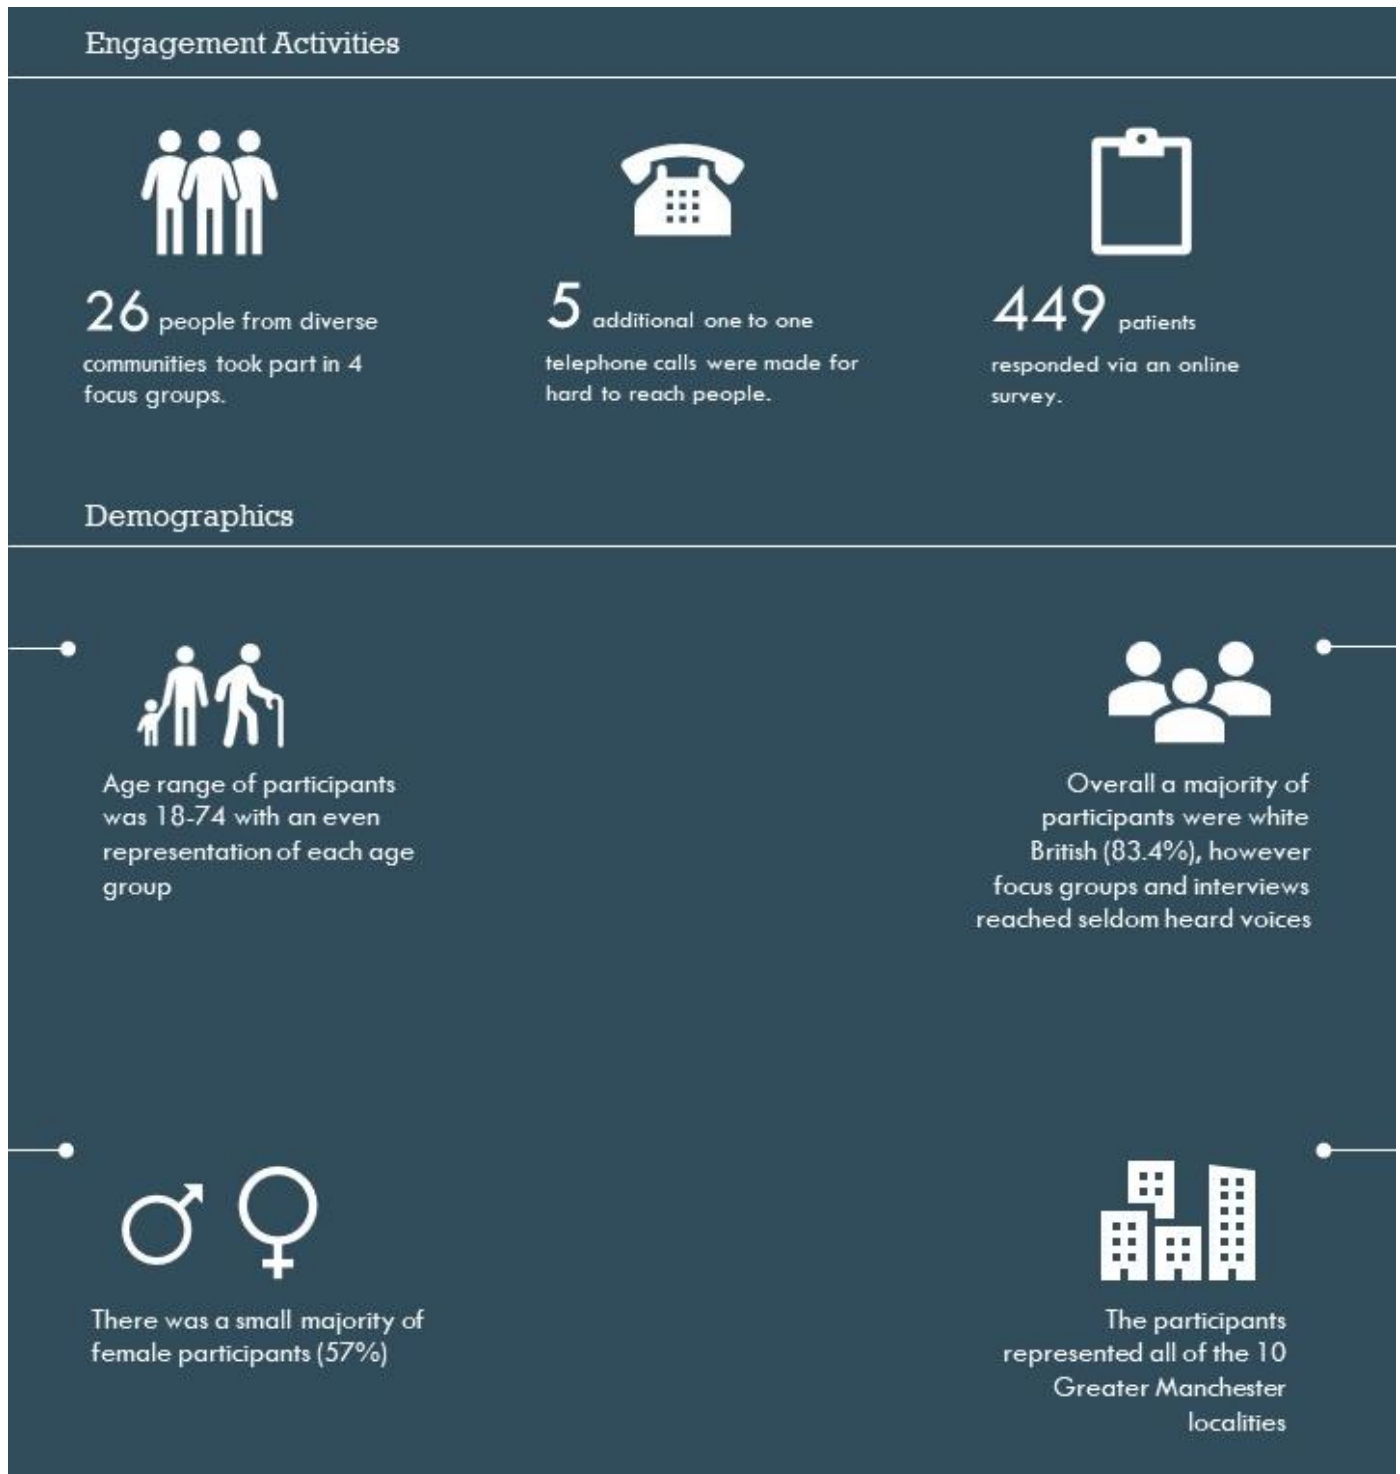 Engagement Activities
26 people from diverse
communities took part in 4
focus groups.
5 additional one to one
telephone calls were made for
hard to reach people.
449 patients
responded via an online
survey.
Demographics
Age range of participants
was 18-74 with an even
representation of each age
group
Overall a majority of
participants were white
British (83.4%), however
focus groups and interviews
reached seldom heard voices
There was a small majority of
female participants (57%)
The participants
represented all of the 10
Greater Manchester
localities